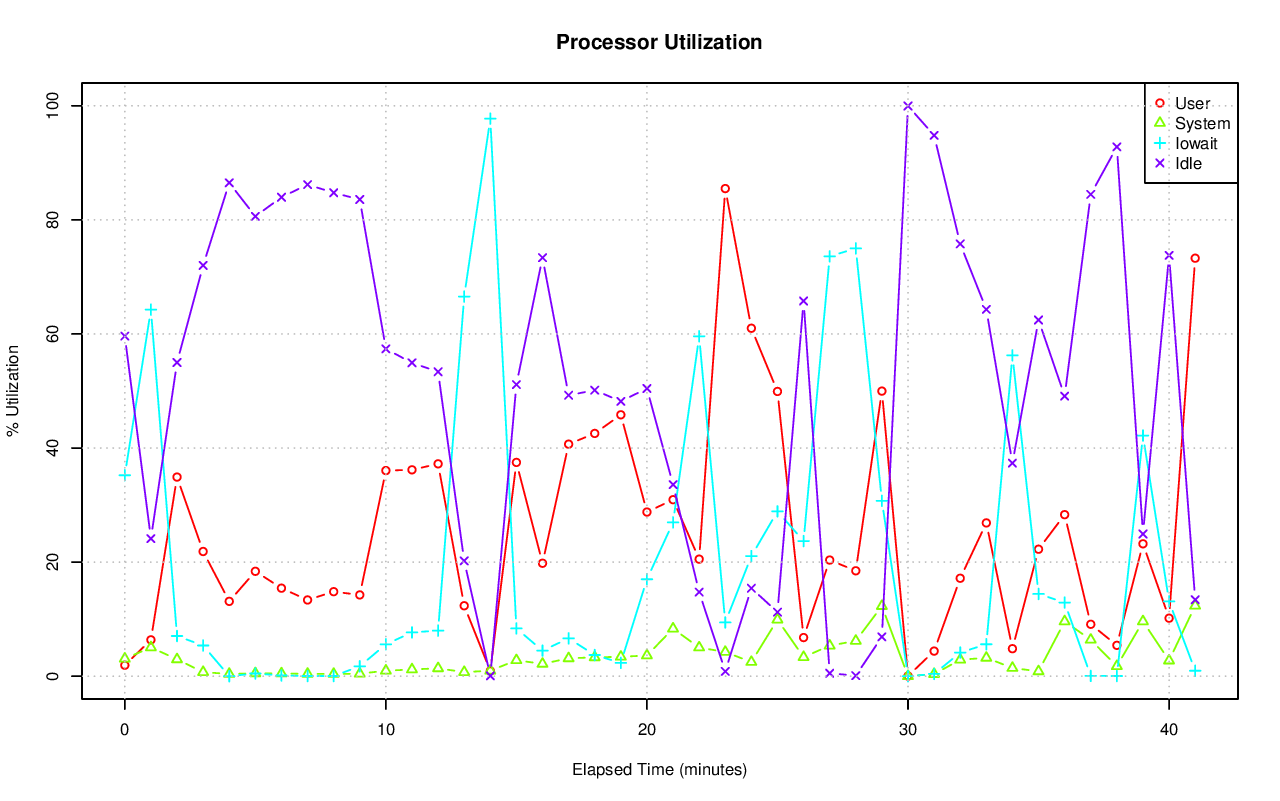 Processor Utilization
% Utilization
100
80
60
40
20
0
User
System
Iowait
Idle
0 10 20 30 40
Elapsed Time (minutes)